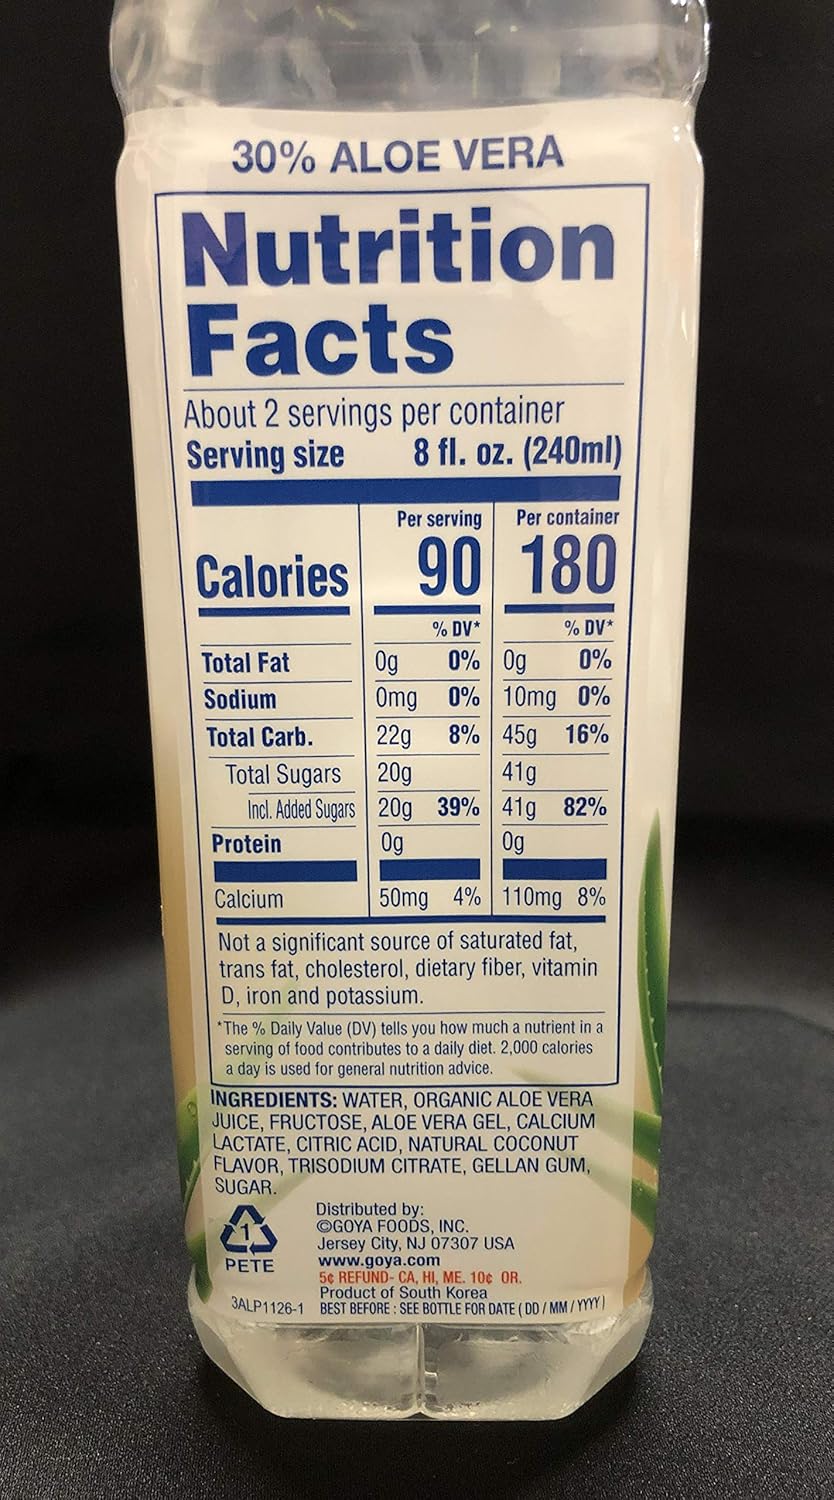 30% ALOE VERA
Nutrition
Facts
About 2 servings per container
Serving size 8 fl. oz. (240ml)
Per serving Per container
Calories 90 180
% DV* % DV*
Total Fat 0g 0% 0g 0%
Sodium 0mg 0% 10mg 0%
Total Carb. 22g 8% 45g 16%
Total Sugars 20g 41g
Incl. Added Sugars 20g 39% 41g 82%
Protein 0g 0g
Calcium 50mg 4% 110mg 8%
Not a significant source of saturated fat,
trans fat, cholesterol, dietary fiber, vitamin
D, iron and potassium.
*The % Daily Value (DV) tells you how much a nutrient in a
serving of food contributes to a daily diet. 2,000 calories
a day is used for general nutrition advice.
INGREDIENTS: WATER, ORGANIC ALOE VERA
JUICE, FRUCTOSE, ALOE VERA GEL, CALCIUM
LACTATE, CITRIC ACID, NATURAL COCONUT
FLAVOR, TRISODIUM CITRATE, GELLAN GUM,
SUGAR.
1
PETE
Distributed by:
©GOYA FOODS, INC.
Jersey City, NJ 07307 USA
www.goya.com
5¢ REFUND- CA, HI, ME. 10¢ OR.
Product of South Korea
3ALP1126-1 BEST BEFORE : SEE BOTTLE FOR DATE ( DD / MM / YYYY )